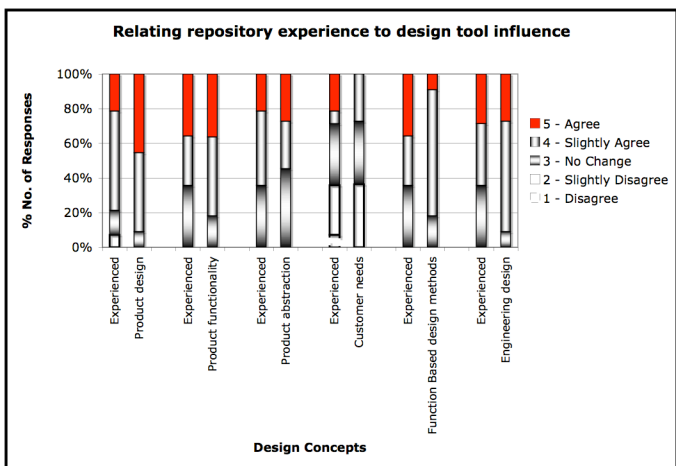 Relating repository experience to design tool influence
% No. of Responses
100%
80%
60%
40%
20%
0%
5 - Agree
4 - Slightly Agree
3 - No Change
2 - Slightly Disagree
1 - Disagree
Experienced
Product design
Experienced
Product functionality
Experienced
Product abstraction
Experienced
Customer needs
Experienced
Function Based design methods
Experienced
Engineering design
Design Concepts